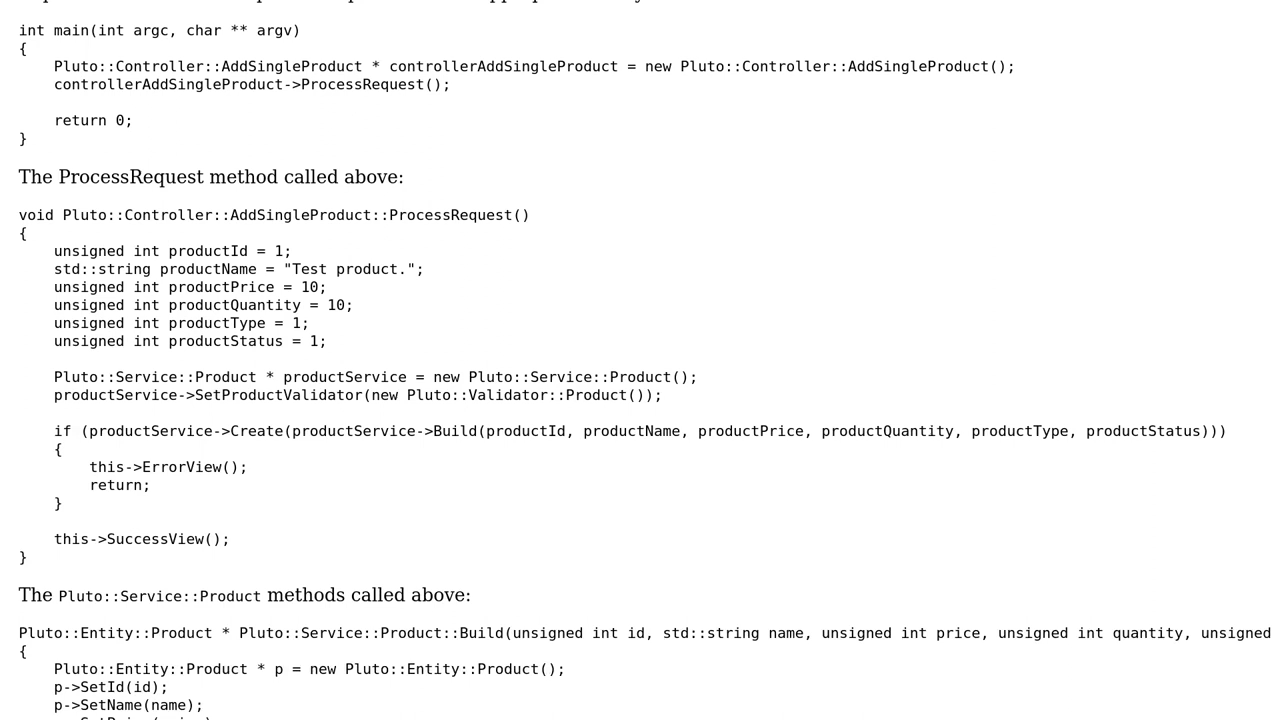 int main(int argc, char ** argv)
{
    Pluto::Controller::AddSingleProduct * controllerAddSingleProduct = new Pluto::Controller::AddSingleProduct();
    controllerAddSingleProduct->ProcessRequest();

    return 0;
}
The ProcessRequest method called above:
void Pluto::Controller::AddSingleProduct::ProcessRequest()
{
    unsigned int productId = 1;
    std::string productName = "Test product.";
    unsigned int productPrice = 10;
    unsigned int productQuantity = 10;
    unsigned int productType = 1;
    unsigned int productStatus = 1;

    Pluto::Service::Product * productService = new Pluto::Service::Product();
    productService->SetProductValidator(new Pluto::Validator::Product());

    if (productService->Create(productService->Build(productId, productName, productPrice, productQuantity, productType, productStatus)))
    {
        this->ErrorView();
        return;
    }

    this->SuccessView();
}
The Pluto::Service::Product methods called above:
Pluto::Entity::Product * Pluto::Service::Product::Build(unsigned int id, std::string name, unsigned int price, unsigned int quantity, unsigned
{
    Pluto::Entity::Product * p = new Pluto::Entity::Product();
    p->SetId(id);
    p->SetName(name);